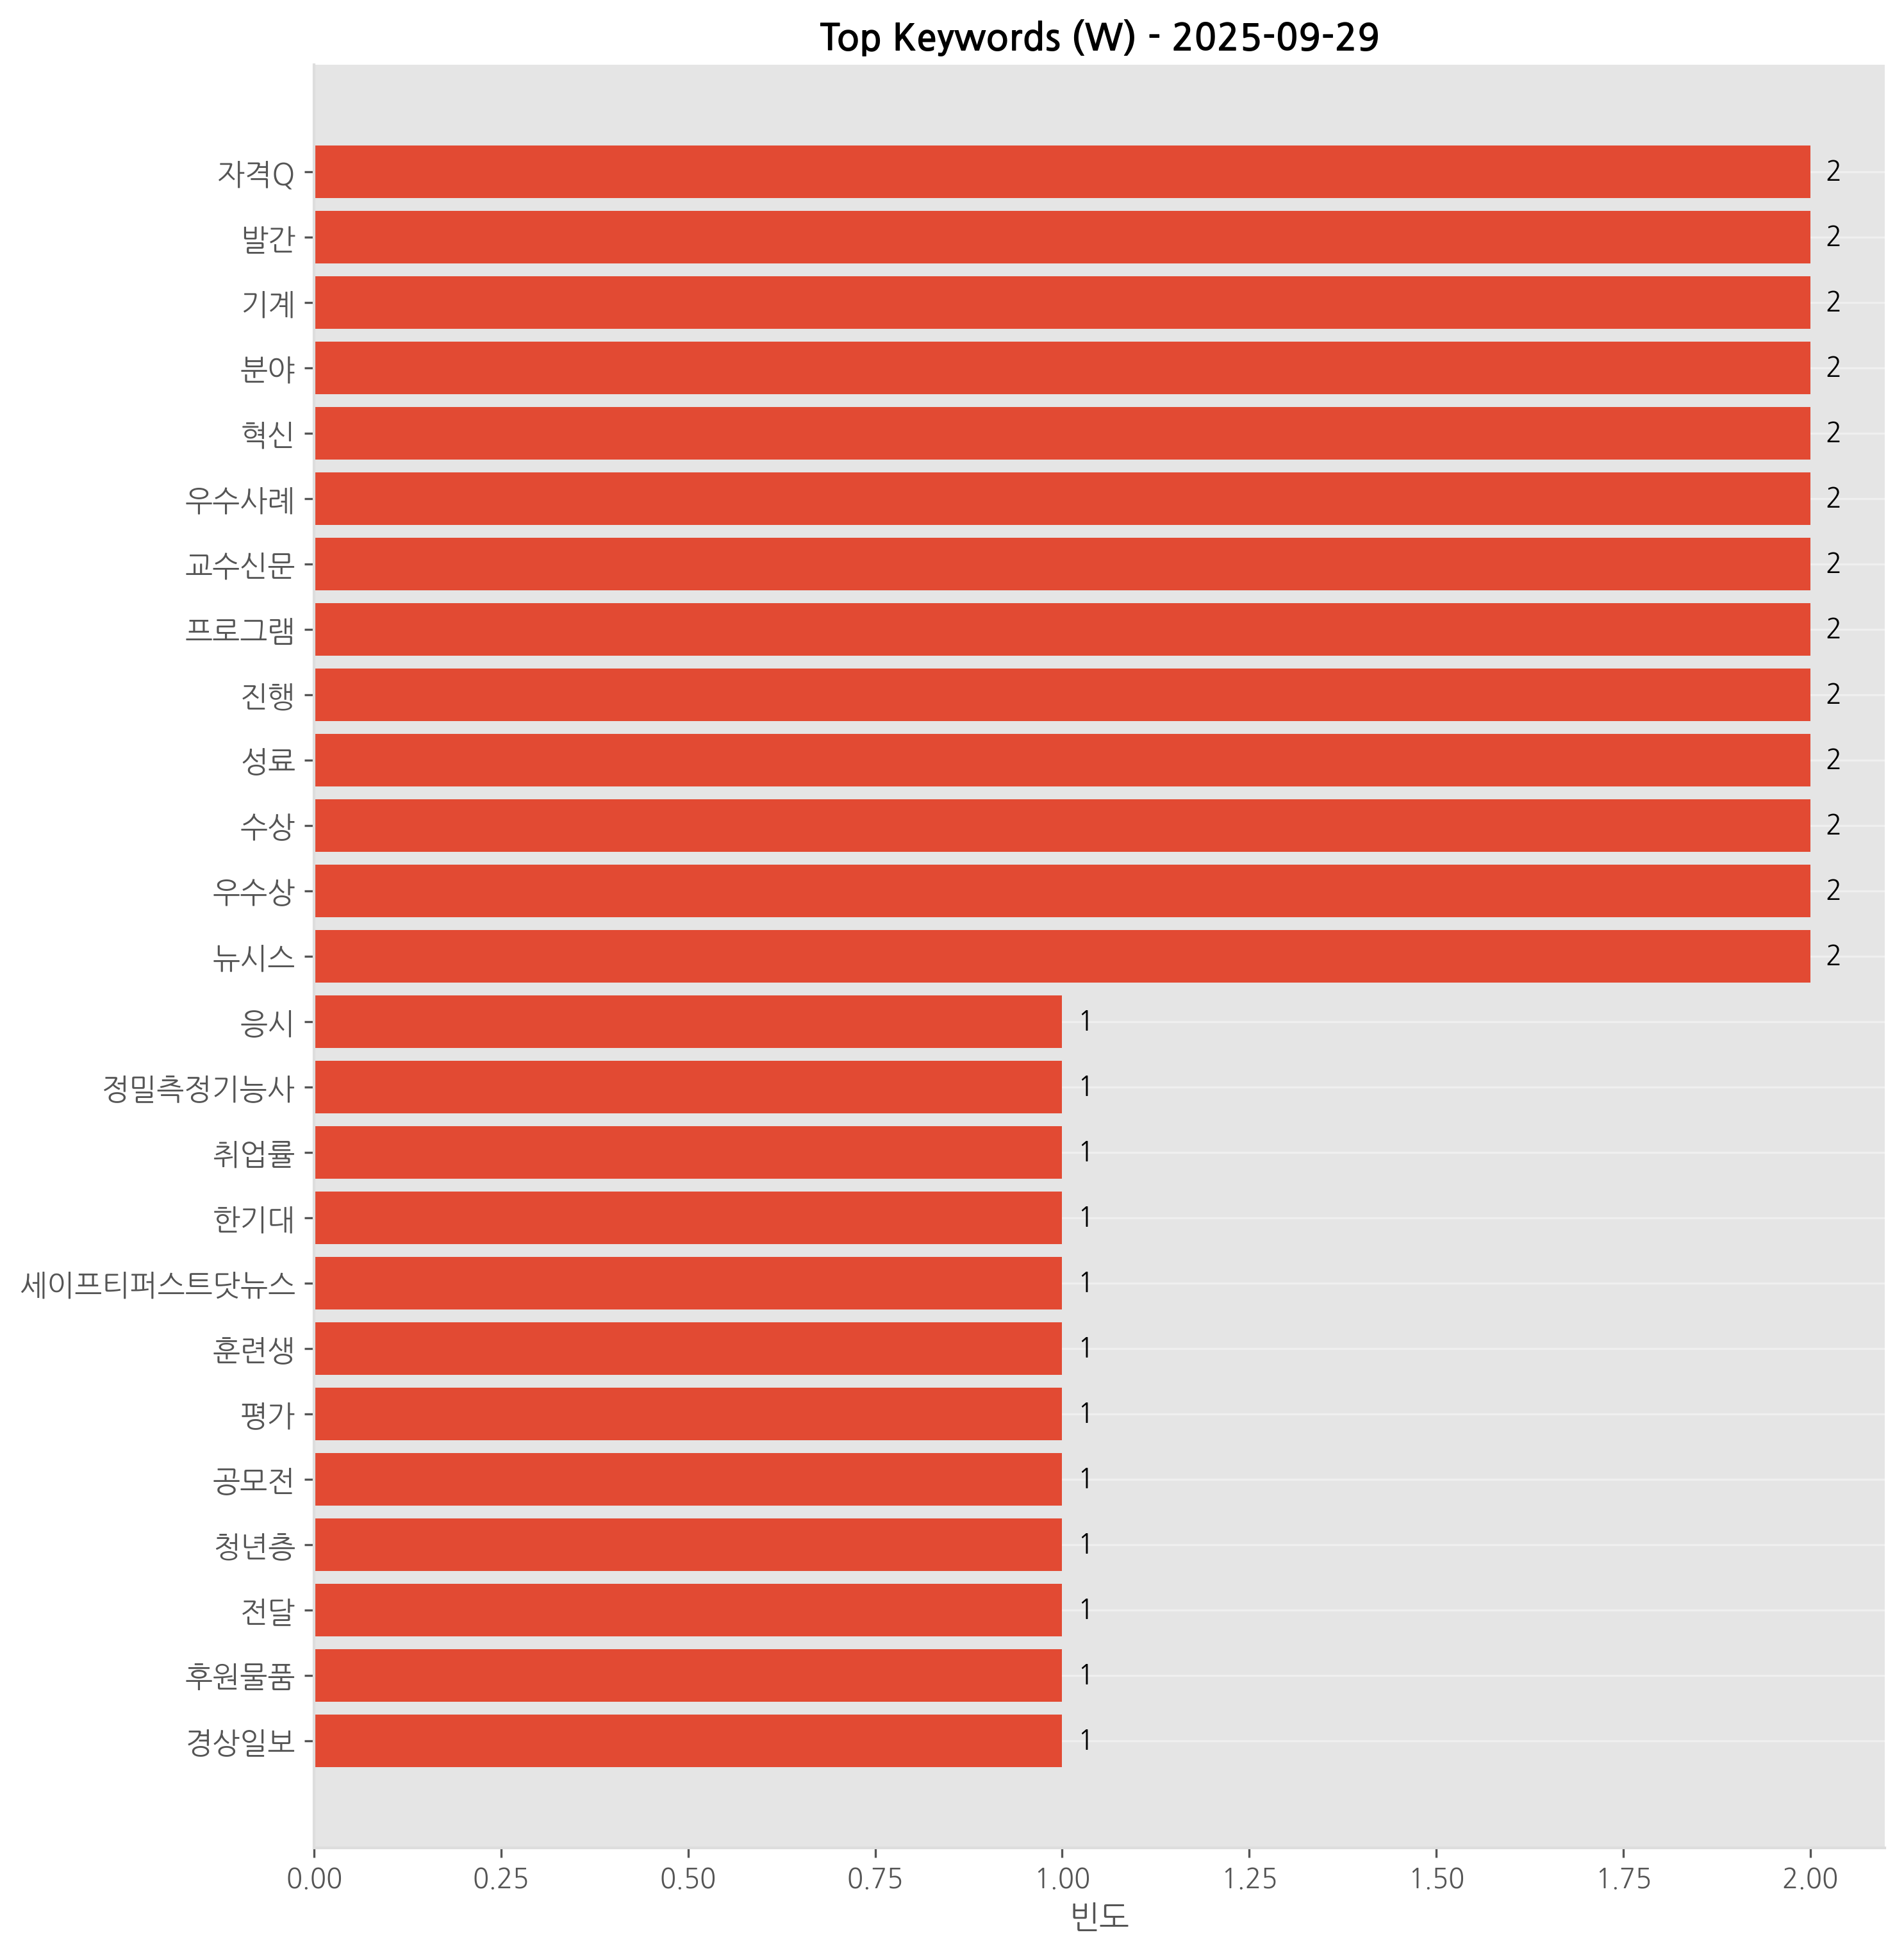 Top Keywords (W) - 2025-09-29
자격Q 2
발간 2
기계 2
분야 2
혁신 2
우수사례 2
교수신문 2
프로그램 2
진행 2
성료 2
수상 2
우수상 2
뉴시스 2
응시 1
정밀측정기능사 1
취업률 1
한기대 1
세이프티퍼스트닷뉴스 1
훈련생 1
평가 1
공모전 1
청년층 1
전달 1
후원물품 1
경상일보 1
0.00 0.25 0.50 0.75 1.00 1.25 1.50 1.75 2.00
빈도